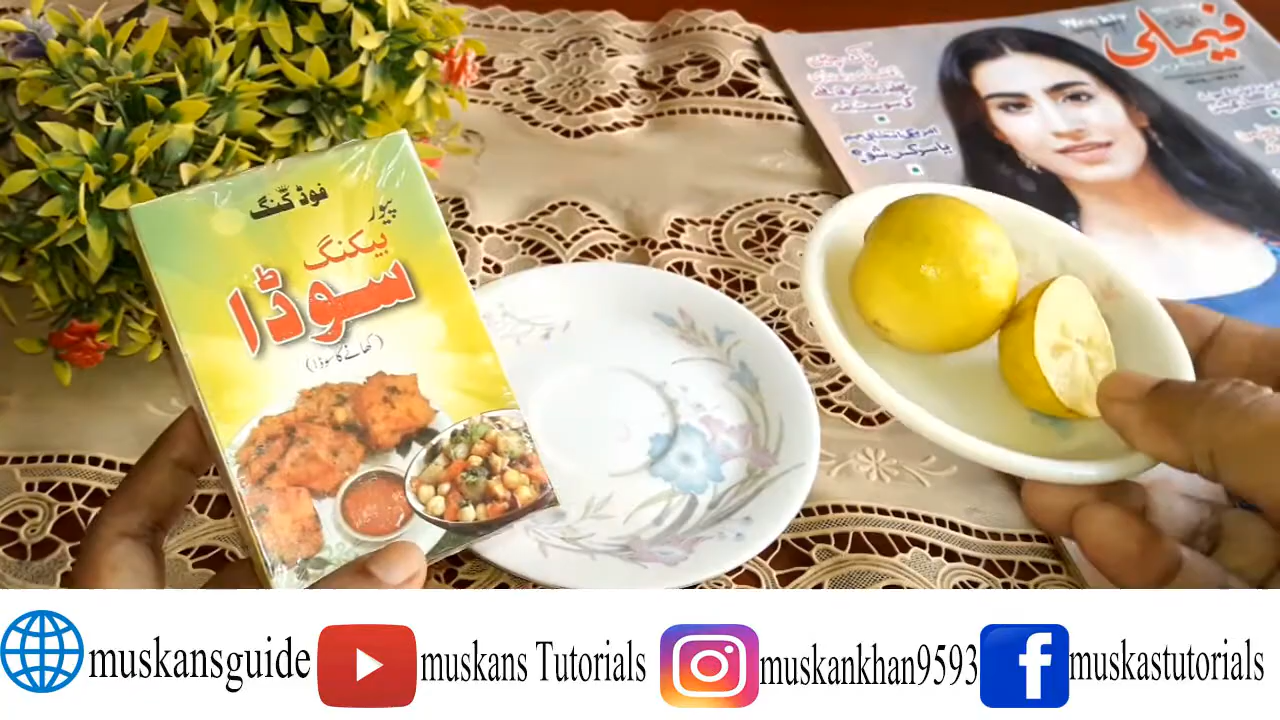 فیملی
فوڈ کنگ
پیور
بیکنگ
سوڈا
(کھانے کا سوڈا)
muskansguide
muskans Tutorials
muskankhan9593
muskastutorials